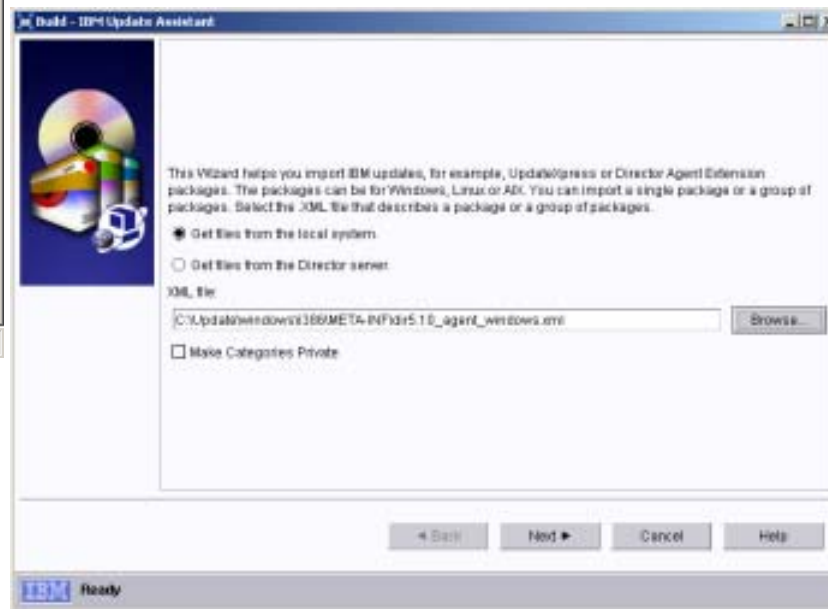 Build - IBM Update Assistant
This Wizard helps you import IBM updates, for example, UpdateXpress or Director Agent Extension
packages. The packages can be for Windows, Linux or AIX. You can import a single package or a group of
packages. Select the .XML file that describes a package or a group of packages.
Get files from the local system.
Get files from the Director server.
XML file:
C:\Update\windows\i386\META-INF\dir5.10_agent_windows.xml
Browse...
Make Categories Private
Back
Next
Cancel
Help
IBM Ready